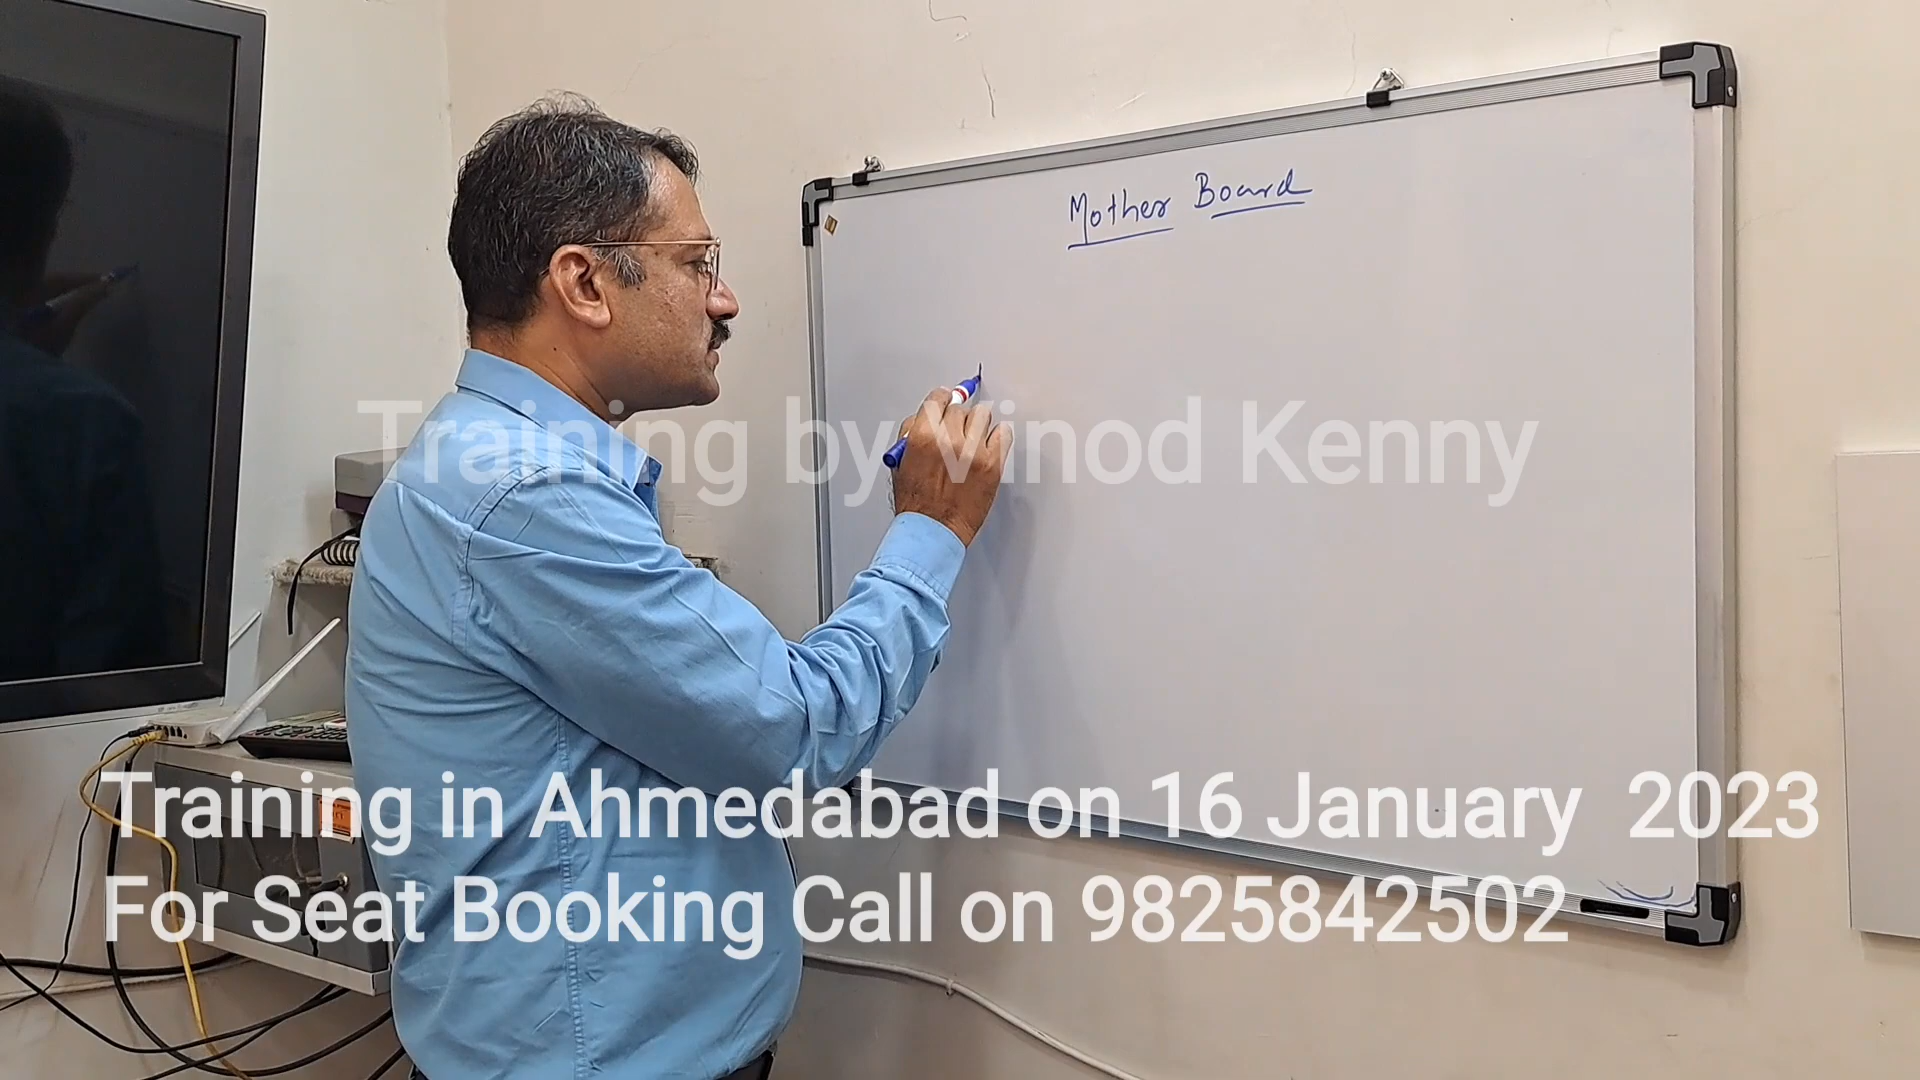 Mother Board
Training by Vinod Kenny
Training in Ahmedabad on 16 January 2023
For Seat Booking Call on 9825842502